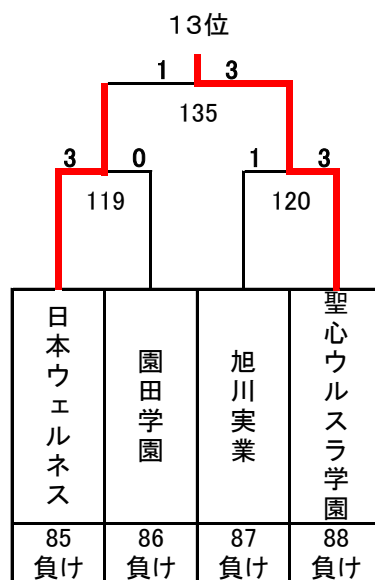 13位
1 3
135
3 0 1 3
119 120
日本ウェルネス
園田学園
旭川実業
聖心ウルスラ学園
85 86 87 88
負け 負け 負け 負け